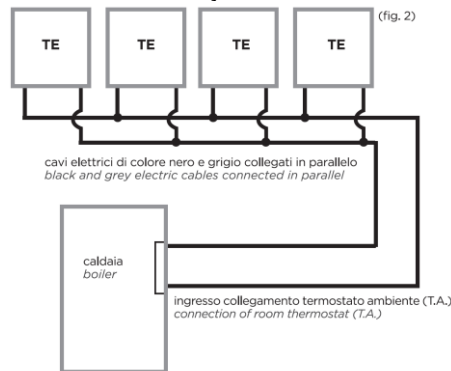 (fig. 2)
TE TE TE TE
cavi elettrici di colore nero e grigio collegati in parallelo
black and grey electric cables connected in parallel
caldaia
boiler
ingresso collegamento termostato ambiente (T.A.)
connection of room thermostat (T.A.)